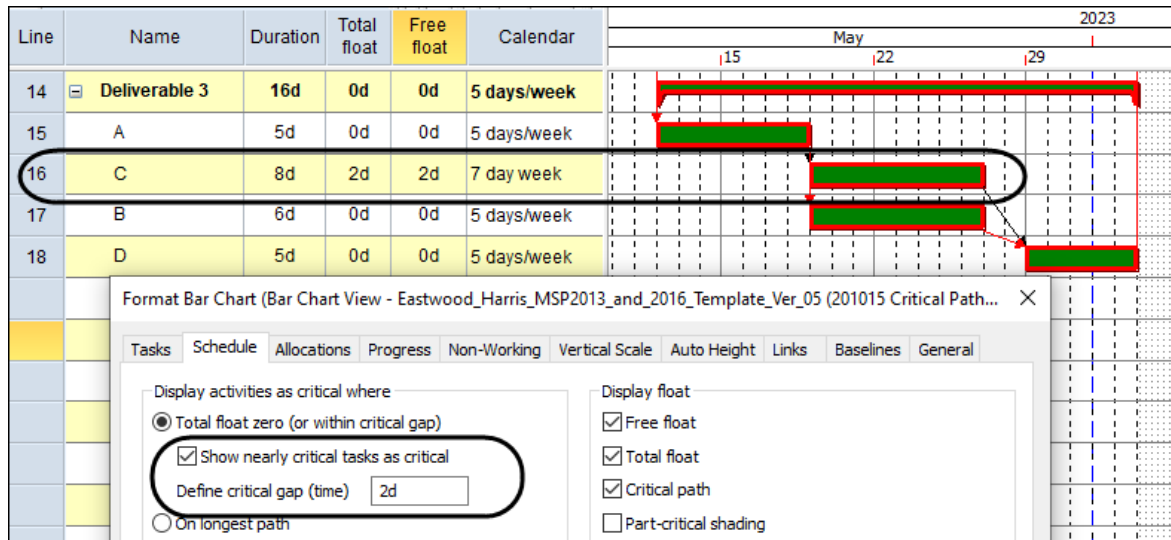 2023
Line Name Duration Total float Free float Calendar May
15 22 29
14 Deliverable 3 16d 0d 0d 5 days/week
15 A 5d 0d 0d 5 days/week
16 C 8d 2d 2d 7 day week
17 B 6d 0d 0d 5 days/week
18 D 5d 0d 0d 5 days/week
Format Bar Chart (Bar Chart View - Eastwood_Harris_MSP2013_and_2016_Template_Ver_05 (201015 Critical Path...
Tasks Schedule Allocations Progress Non-Working Vertical Scale Auto Height Links Baselines General
Display activities as critical where
Total float zero (or within critical gap)
Show nearly critical tasks as critical
Define critical gap (time) 2d
On longest path
Display float
Free float
Total float
Critical path
Part-critical shading